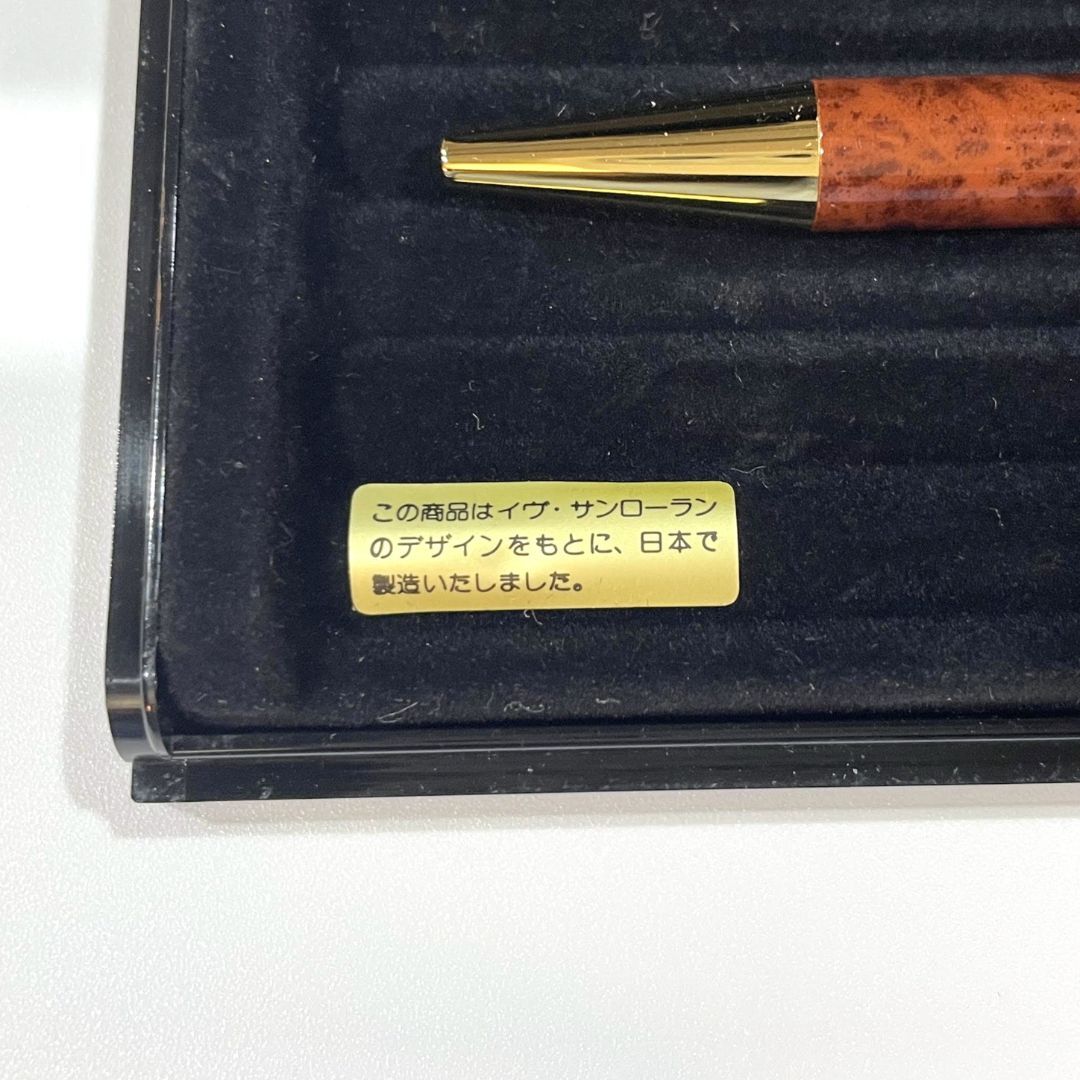 この商品はイヴ・サンローラン
のデザインをもとに、日本で
製造いたしました。